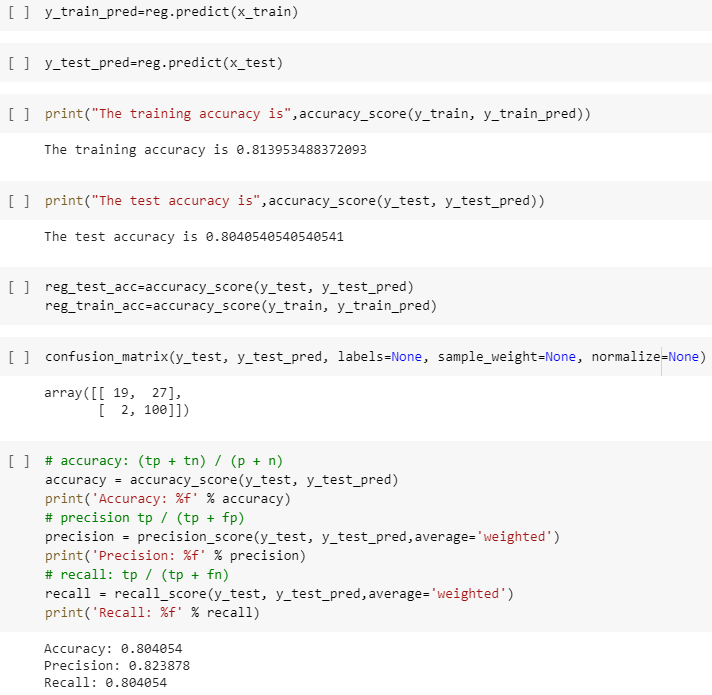 [ ] y_train_pred=reg.predict(x_train)
[ ] y_test_pred=reg.predict(x_test)
[ ] print("The training accuracy is",accuracy_score(y_train, y_train_pred))
The training accuracy is 0.813953488372093
[ ] print("The test accuracy is",accuracy_score(y_test, y_test_pred))
The test accuracy is 0.8040540540540541
[ ] reg_test_acc=accuracy_score(y_test, y_test_pred)
reg_train_acc=accuracy_score(y_train, y_train_pred)
[ ] confusion_matrix(y_test, y_test_pred, labels=None, sample_weight=None, normalize=None)
array([[ 19,  27],
       [  2, 100]])
[ ] # accuracy: (tp + tn) / (p + n)
accuracy = accuracy_score(y_test, y_test_pred)
print('Accuracy: %f' % accuracy)
# precision tp / (tp + fp)
precision = precision_score(y_test, y_test_pred,average='weighted')
print('Precision: %f' % precision)
# recall: tp / (tp + fn)
recall = recall_score(y_test, y_test_pred,average='weighted')
print('Recall: %f' % recall)
Accuracy: 0.804054
Precision: 0.823878
Recall: 0.804054